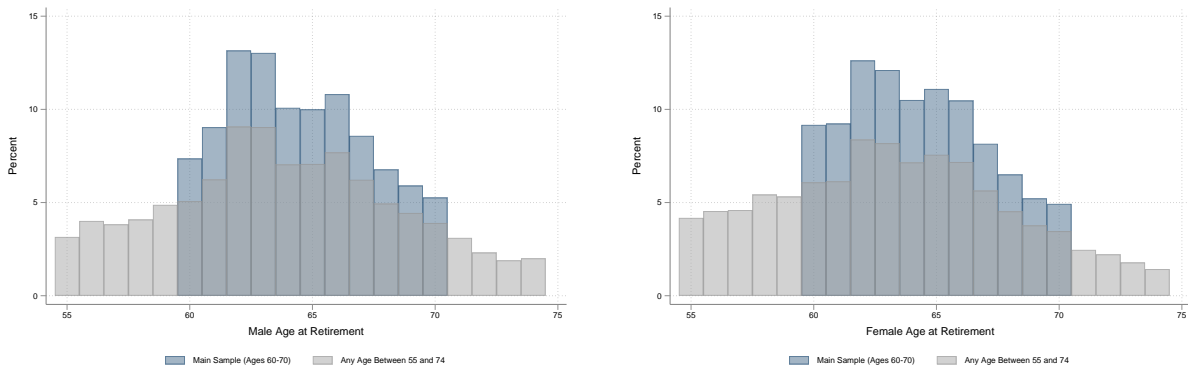 15
10
5
0
Percent
55 60 65 70 75
Male Age at Retirement
Main Sample (Ages 60-70) Any Age Between 55 and 74
15
10
5
0
Percent
55 60 65 70 75
Female Age at Retirement
Main Sample (Ages 60-70) Any Age Between 55 and 74